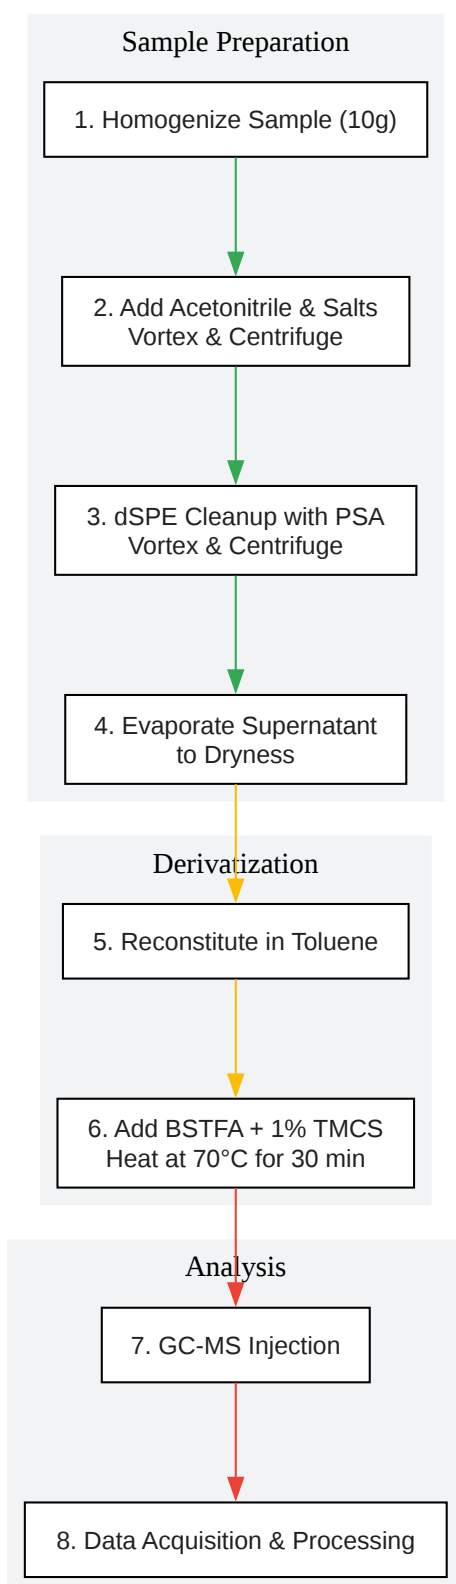 Sample Preparation
1. Homogenize Sample (10g)
2. Add Acetonitrile & Salts
Vortex & Centrifuge
3. dSPE Cleanup with PSA
Vortex & Centrifuge
4. Evaporate Supernatant
to Dryness
Derivatization
5. Reconstitute in Toluene
6. Add BSTFA + 1% TMCS
Heat at 70°C for 30 min
Analysis
7. GC-MS Injection
8. Data Acquisition & Processing